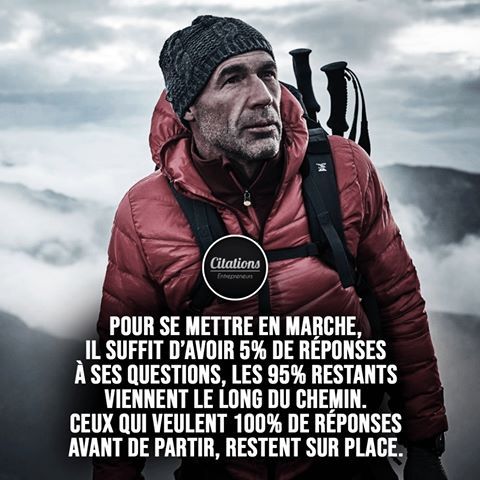 Citations
Entrepreneurs
POUR SE METTRE EN MARCHE,
IL SUFFIT D'AVOIR 5% DE RÉPONSES
À SES QUESTIONS, LES 95% RESTANTS
VIENNENT LE LONG DU CHEMIN.
CEUX QUI VEULENT 100% DE RÉPONSES
AVANT DE PARTIR, RESTENT SUR PLACE.